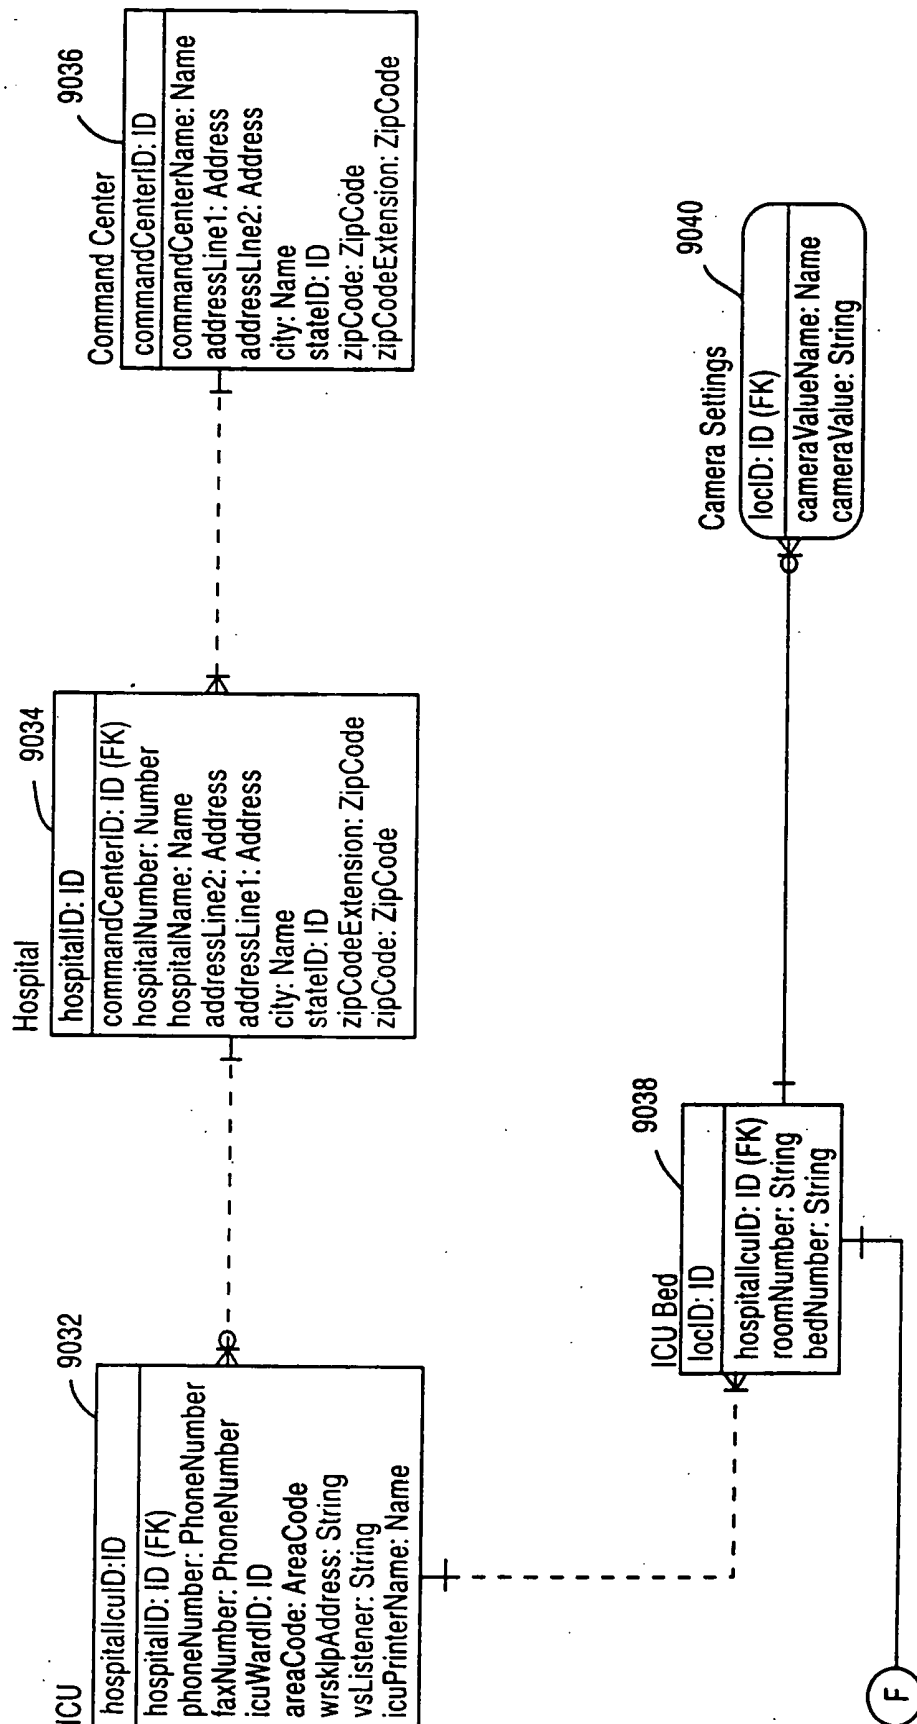 ICU
9032
hospitalIcuID:ID
hospitalID: ID (FK)
phoneNumber: PhoneNumber
faxNumber: PhoneNumber
icuWardID: ID
areaCode: AreaCode
wrskIpAddress: String
vsListener: String
icuPrinterName: Name
Hospital
9034
hospitalID: ID
commandCenterID: ID (FK)
hospitalNumber: Number
hospitalName: Name
addressLine2: Address
addressLine1: Address
city: Name
stateID: ID
zipCodeExtension: ZipCode
zipCode: ZipCode
Command Center
9036
commandCenterID: ID
commandCenterName: Name
addressLine1: Address
addressLIne2: Address
city: Name
stateID: ID
zipCode: ZipCode
zipCodeExtension: ZipCode
ICU Bed
9038
locID: ID
hospitalIcuID: ID (FK)
roomNumber: String
bedNumber: String
Camera Settings
9040
locID: ID (FK)
cameraValueName: Name
cameraValue: String
F